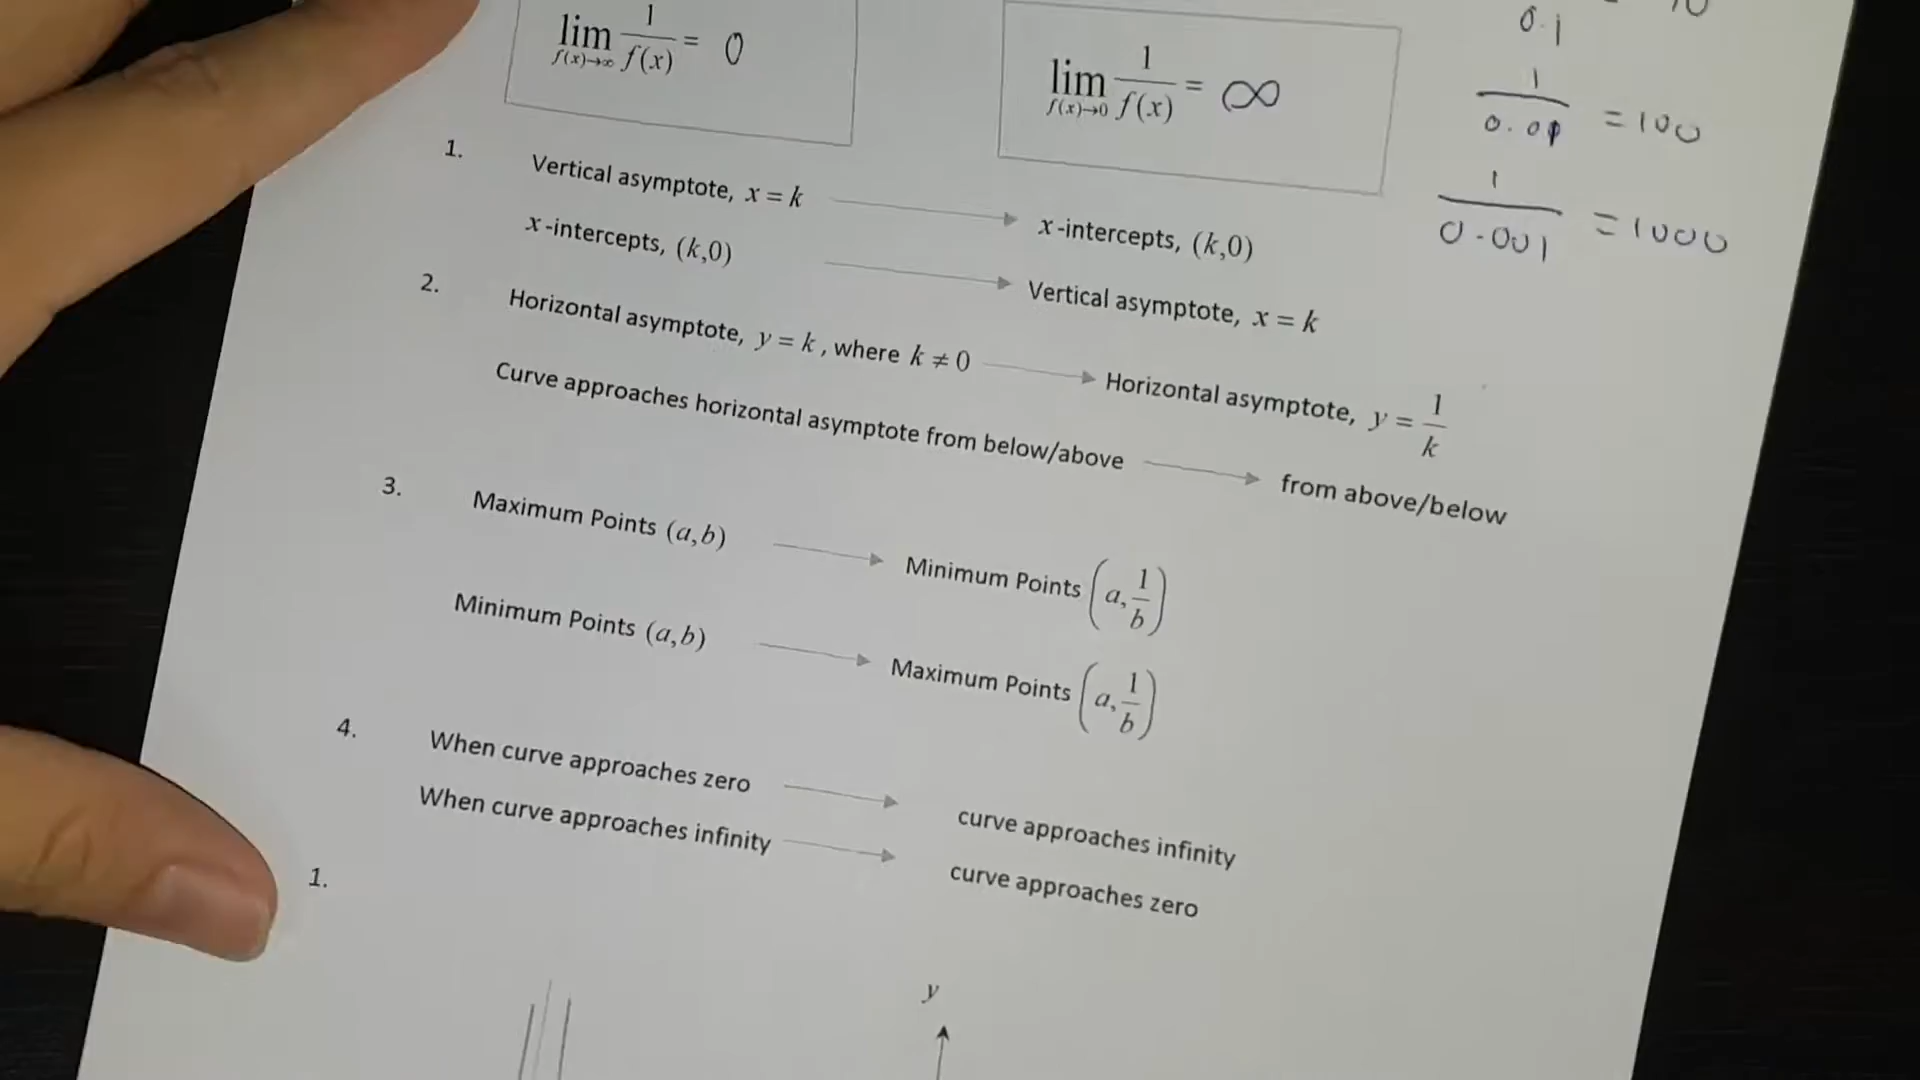 lim f(x)→∞ 1/f(x) = 0
lim f(x)→0 1/f(x) = ∞
0.1
1/0.01 = 100
1/0.001 = 1000
1. Vertical asymptote, x = k → x-intercepts, (k,0)
x-intercepts, (k,0) → Vertical asymptote, x = k
2. Horizontal asymptote, y = k, where k ≠ 0 → Horizontal asymptote, y = 1/k
Curve approaches horizontal asymptote from below/above → from above/below
3. Maximum Points (a,b) → Minimum Points (a, 1/b)
Minimum Points (a,b) → Maximum Points (a, 1/b)
4. When curve approaches zero → curve approaches infinity
When curve approaches infinity → curve approaches zero
1.
y